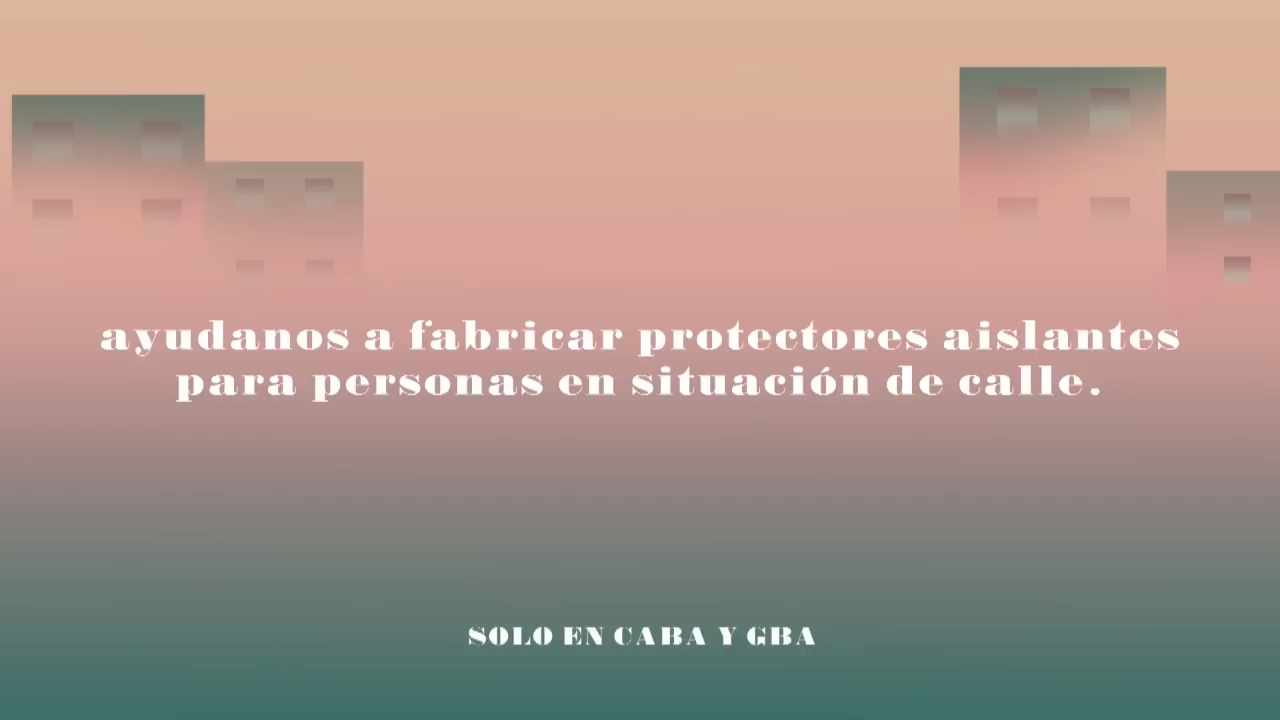 ayudanos a fabricar protectores aislantes
para personas en situación de calle.
SOLO EN CABA Y GBA